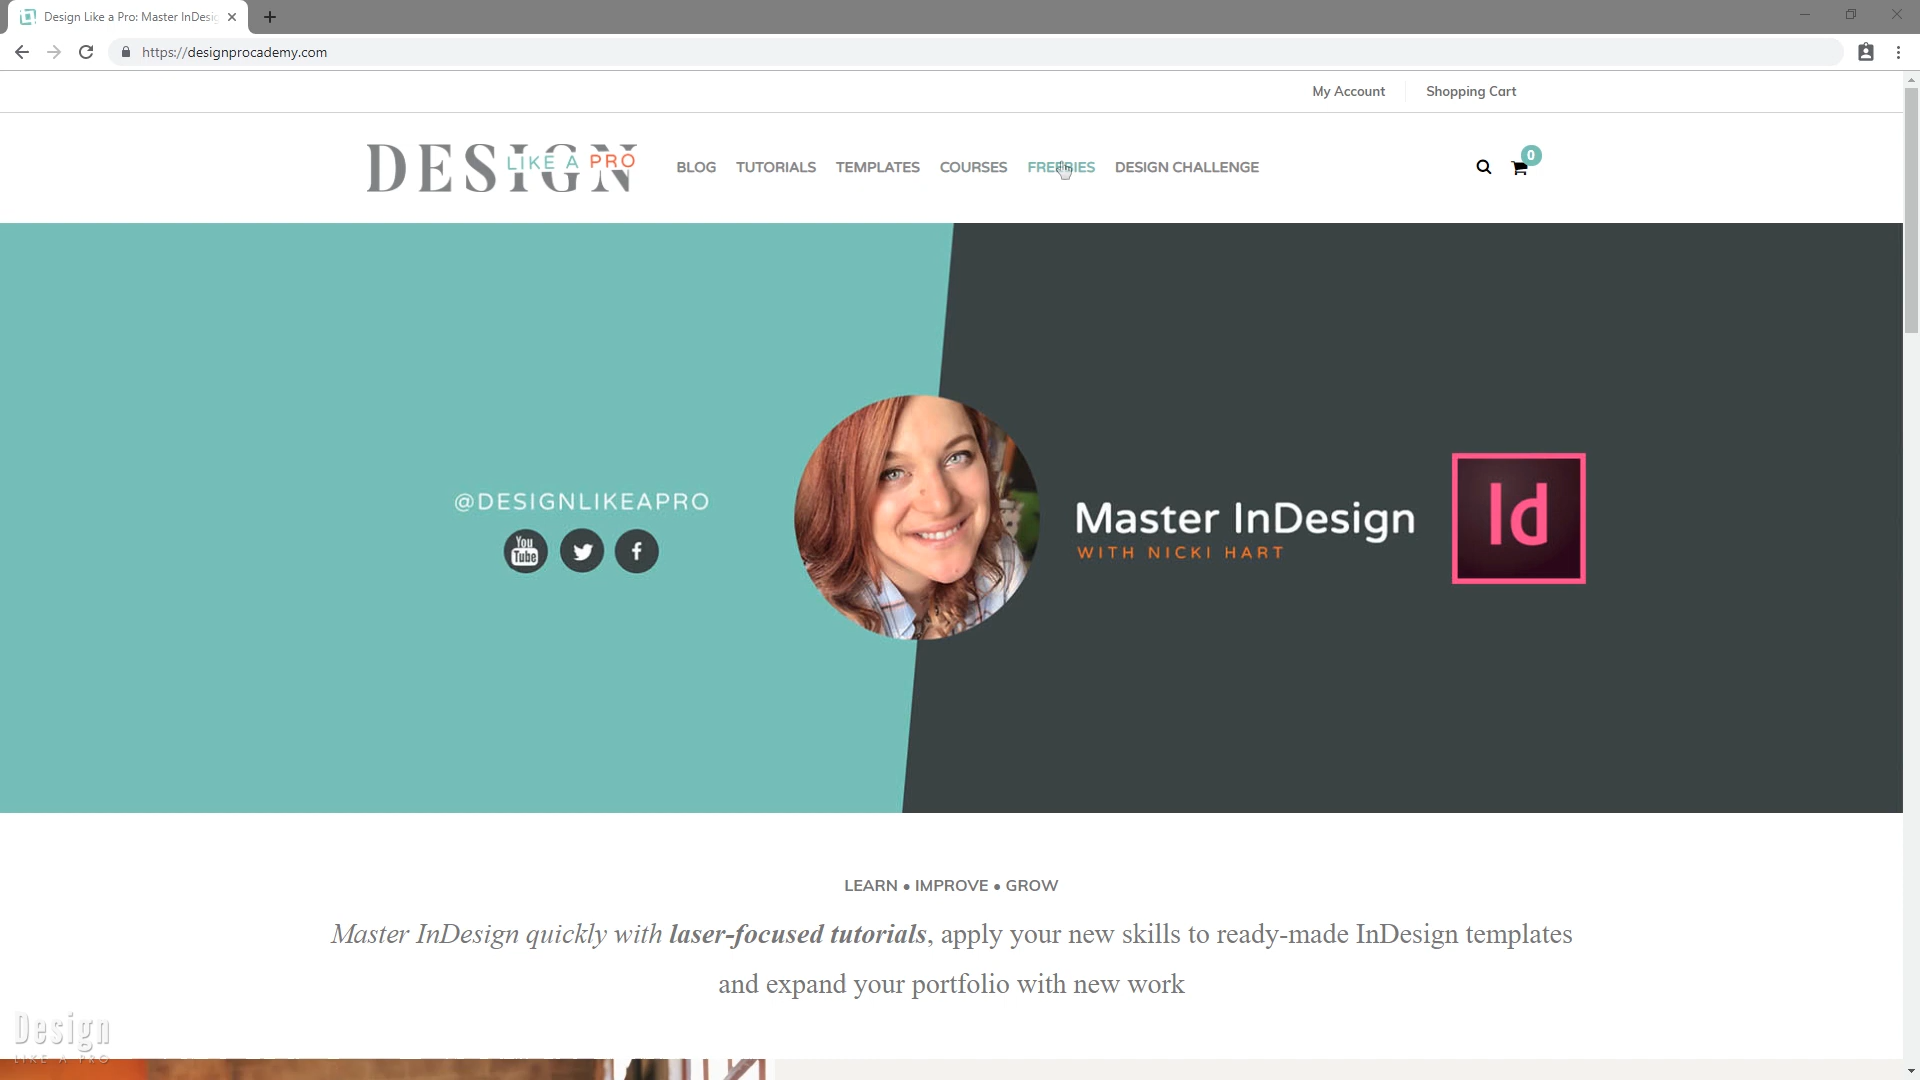 Design Like a Pro: Master InDesig
https://designprocademy.com
My Account
Shopping Cart
DESIGN
LIKE A PRO
BLOG
TUTORIALS
TEMPLATES
COURSES
FREEBIES
DESIGN CHALLENGE
0
@DESIGNLIKEAPRO
You
Tube
Master InDesign
WITH NICKI HART
Id
LEARN • IMPROVE • GROW
Master InDesign quickly with laser-focused tutorials, apply your new skills to ready-made InDesign templates
and expand your portfolio with new work
Design
LIKE A PRO